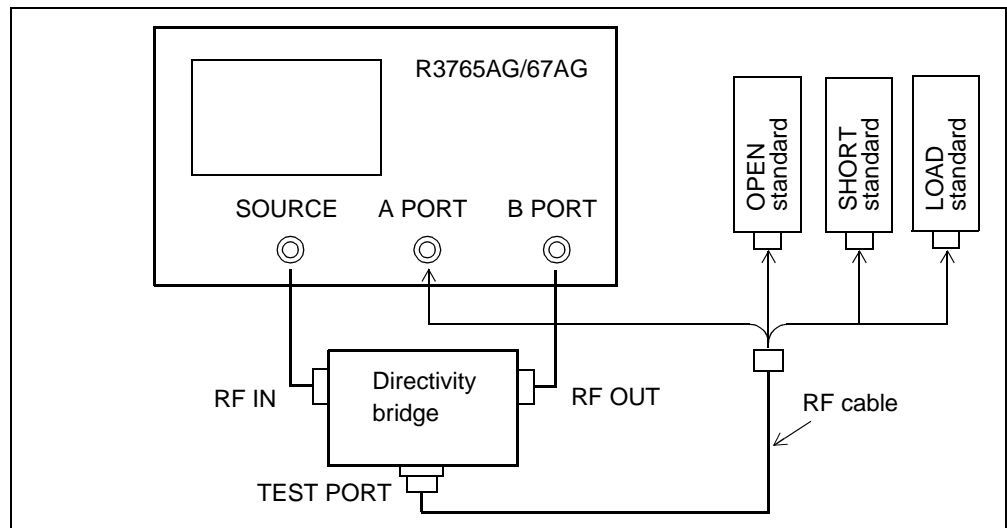 R3765AG/67AG
SOURCE
A PORT
B PORT
OPEN
standard
SHORT
standard
LOAD
standard
RF IN
Directivity
bridge
RF OUT
RF cable
TEST PORT